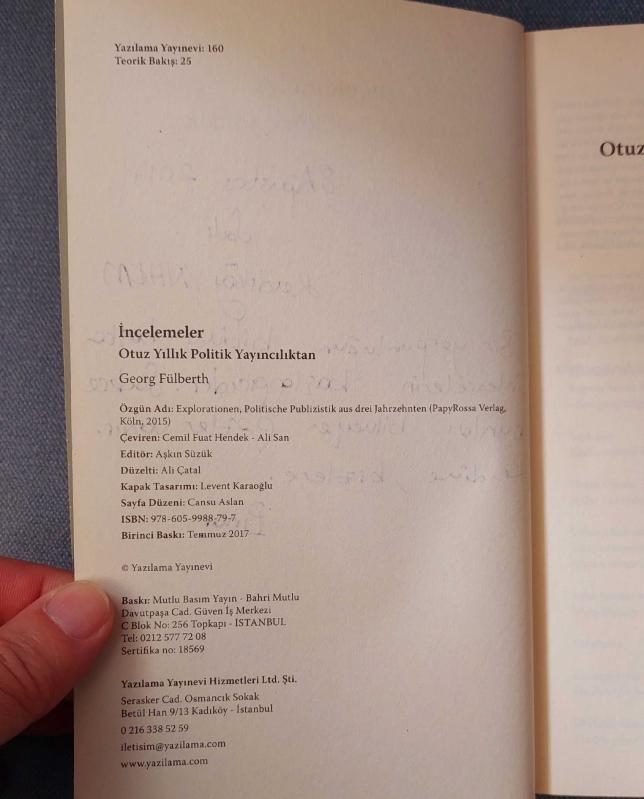 Yazılama Yayınevi: 160
Teorik Bakış: 25
İnçelemeler
Otuz Yıllık Politik Yayıncılıktan
Georg Fülberth
Özgün Adı: Explorationen, Politische Publizistik aus drei Jahrzehnten (PapyRossa Verlag,
Köln, 2015)
Çeviren: Cemil Fuat Hendek - Ali San
Editör: Aşkın Süzük
Düzelti: Ali Çatal
Kapak Tasarımı: Levent Karaoğlu
Sayfa Düzeni: Cansu Aslan
ISBN: 978-605-9988-79-7
Birinci Baskı: Temmuz 2017
© Yazılama Yayınevi
Baskı: Mutlu Basım Yayın - Bahri Mutlu
Davutpaşa Cad. Güven İş Merkezi
C Blok No: 256 Topkapı - İSTANBUL
Tel: 0212 577 72 08
Sertifika no: 18569
Yazılama Yayınevi Hizmetleri Ltd. Şti.
Serasker Cad. Osmancık Sokak
Betül Han 9/13 Kadıköy - İstanbul
0 216 338 52 59
iletisim@yazilama.com
www.yazilama.com
Otuz